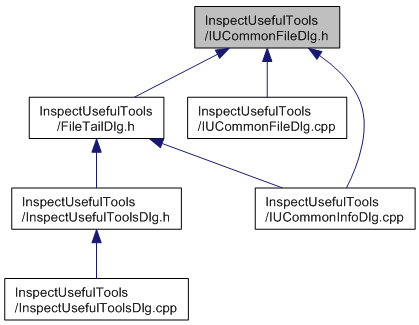 InspectUsefulTools
/IUCommonFileDlg.h
InspectUsefulTools
/FileTailDlg.h
InspectUsefulTools
/IUCommonFileDlg.cpp
InspectUsefulTools
/InspectUsefulToolsDlg.h
InspectUsefulTools
/IUCommonInfoDlg.cpp
InspectUsefulTools
/InspectUsefulToolsDlg.cpp